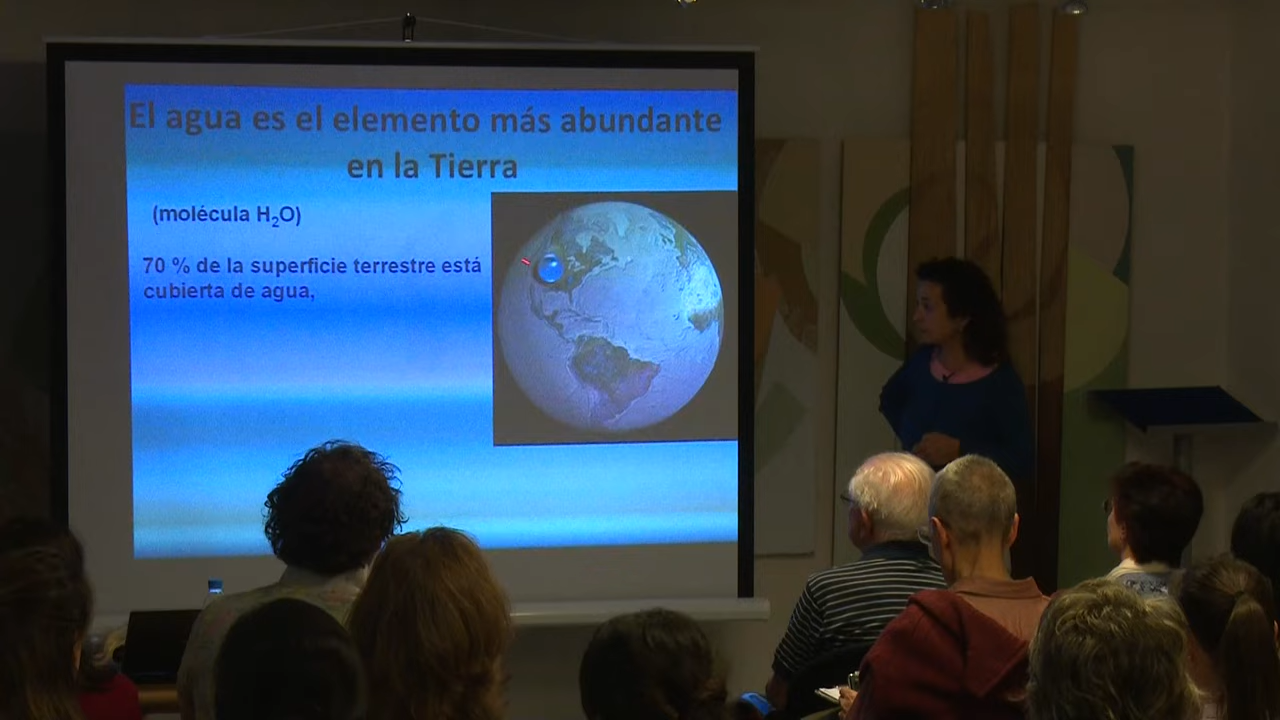 El agua es el elemento más abundante
en la Tierra
(molécula H₂O)
70 % de la superficie terrestre está
cubierta de agua,